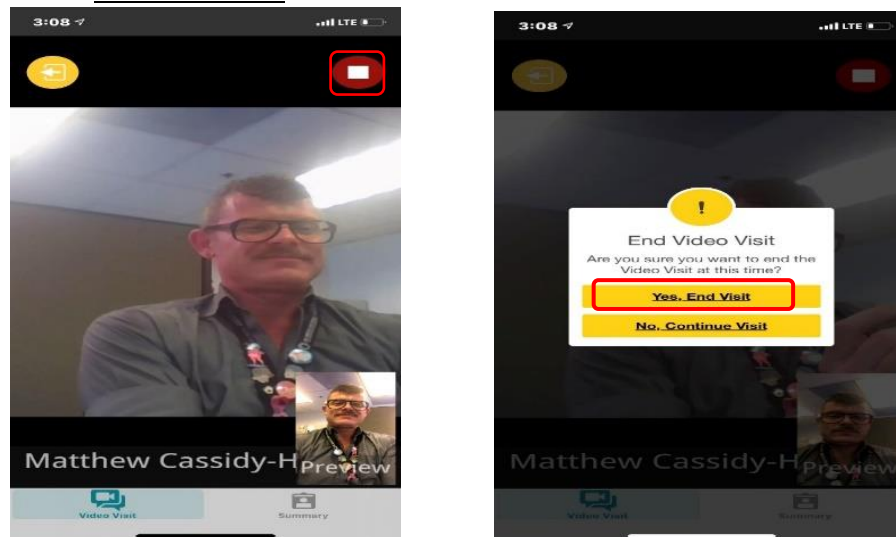 3:08
LTE
Matthew Cassidy-H
Preview
Video Visit
Summary
3:08
LTE
!
End Video Visit
Are you sure you want to end the
Video Visit at this time?
Yes, End Visit
No, Continue Visit
Matthew Cassidy-H
Preview
Video Visit
Summary